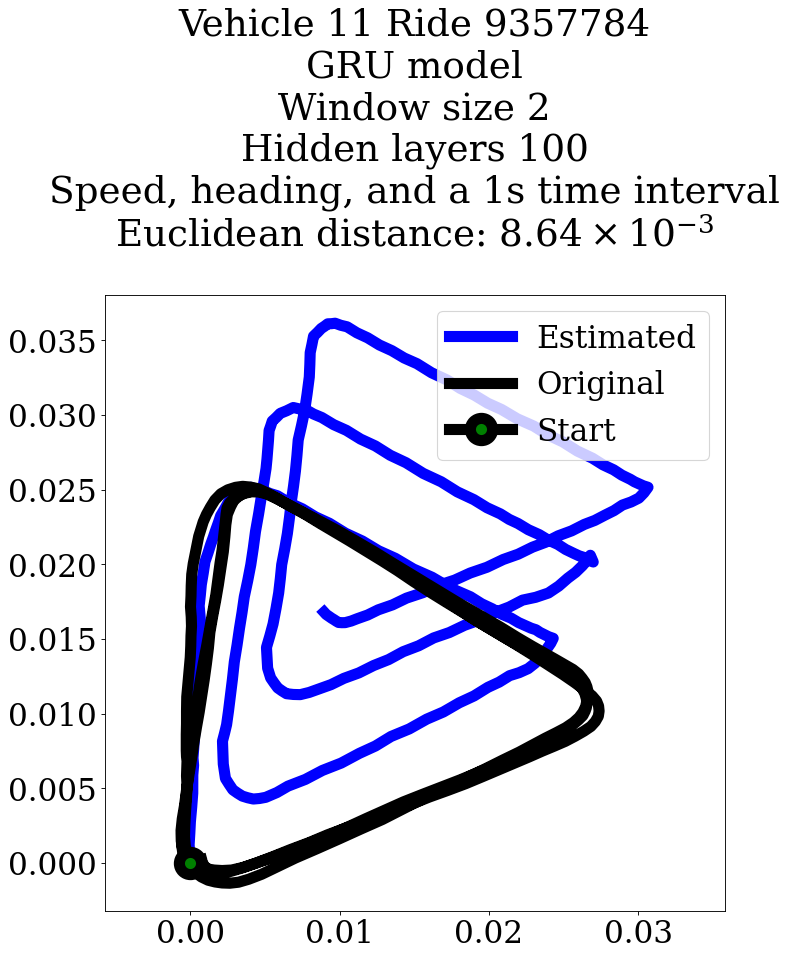 Vehicle 11 Ride 9357784
GRU model
Window size 2
Hidden layers 100
Speed, heading, and a 1s time interval
Euclidean distance: 8.64 × 10⁻³
Estimated
Original
Start
0.035
0.030
0.025
0.020
0.015
0.010
0.005
0.000
0.00 0.01 0.02 0.03